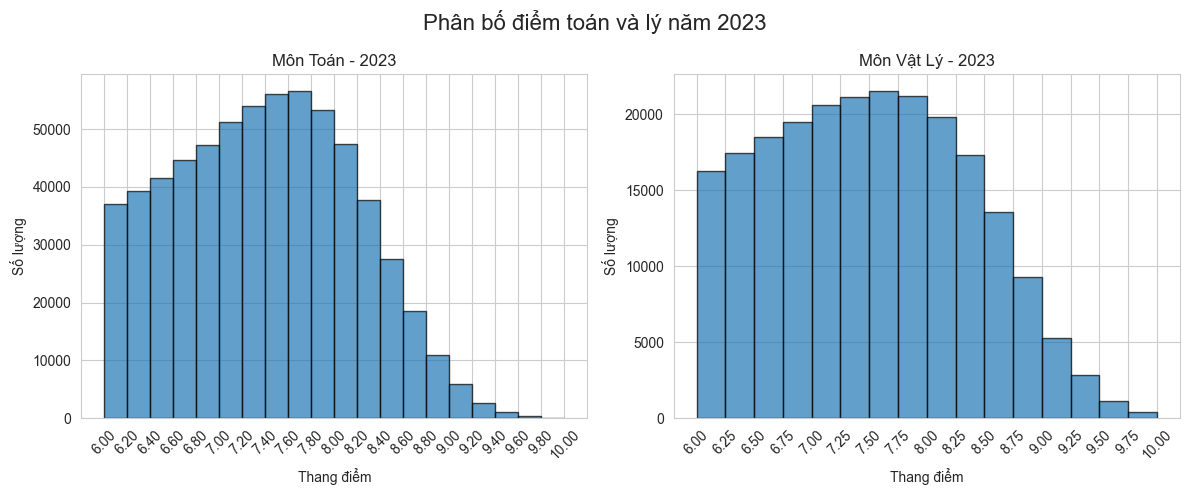 Phân bố điểm toán và lý năm 2023
Môn Toán - 2023
Số lượng
50000
40000
30000
20000
10000
0
6.00 6.20 6.40 6.60 6.80 7.00 7.20 7.40 7.60 7.80 8.00 8.20 8.40 8.60 8.80 9.00 9.20 9.40 9.60 9.80 10.00
Thang điểm
Môn Vật Lý - 2023
Số lượng
20000
15000
10000
5000
0
6.00 6.25 6.50 6.75 7.00 7.25 7.50 7.75 8.00 8.25 8.50 8.75 9.00 9.25 9.50 9.75 10.00
Thang điểm